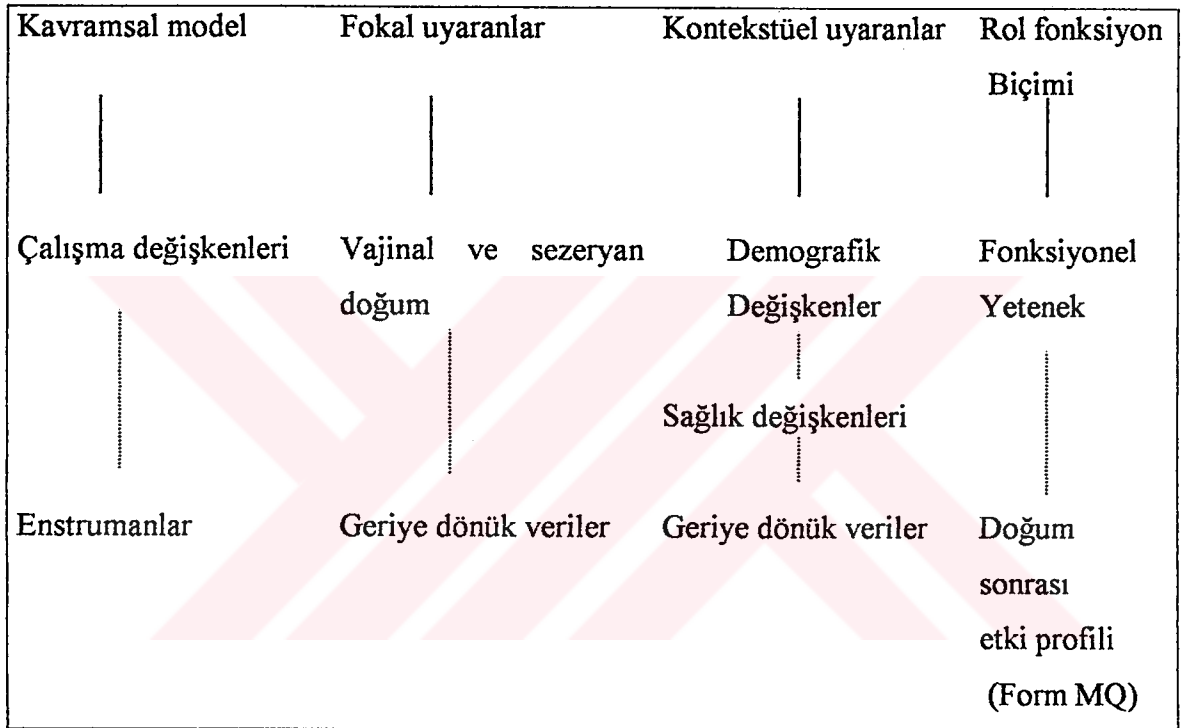 Kavramsal model Fokal uyaranlar Kontekstüel uyaranlar Rol fonksiyon
Biçimi
Çalışma değişkenleri Vajinal ve sezeryan Demografik Fonksiyonel
doğum Değişkenler Yetenek
Sağlık değişkenleri
Enstrumanlar Geriye dönük veriler Geriye dönük veriler Doğum
sonrası
etki profili
(Form MQ)